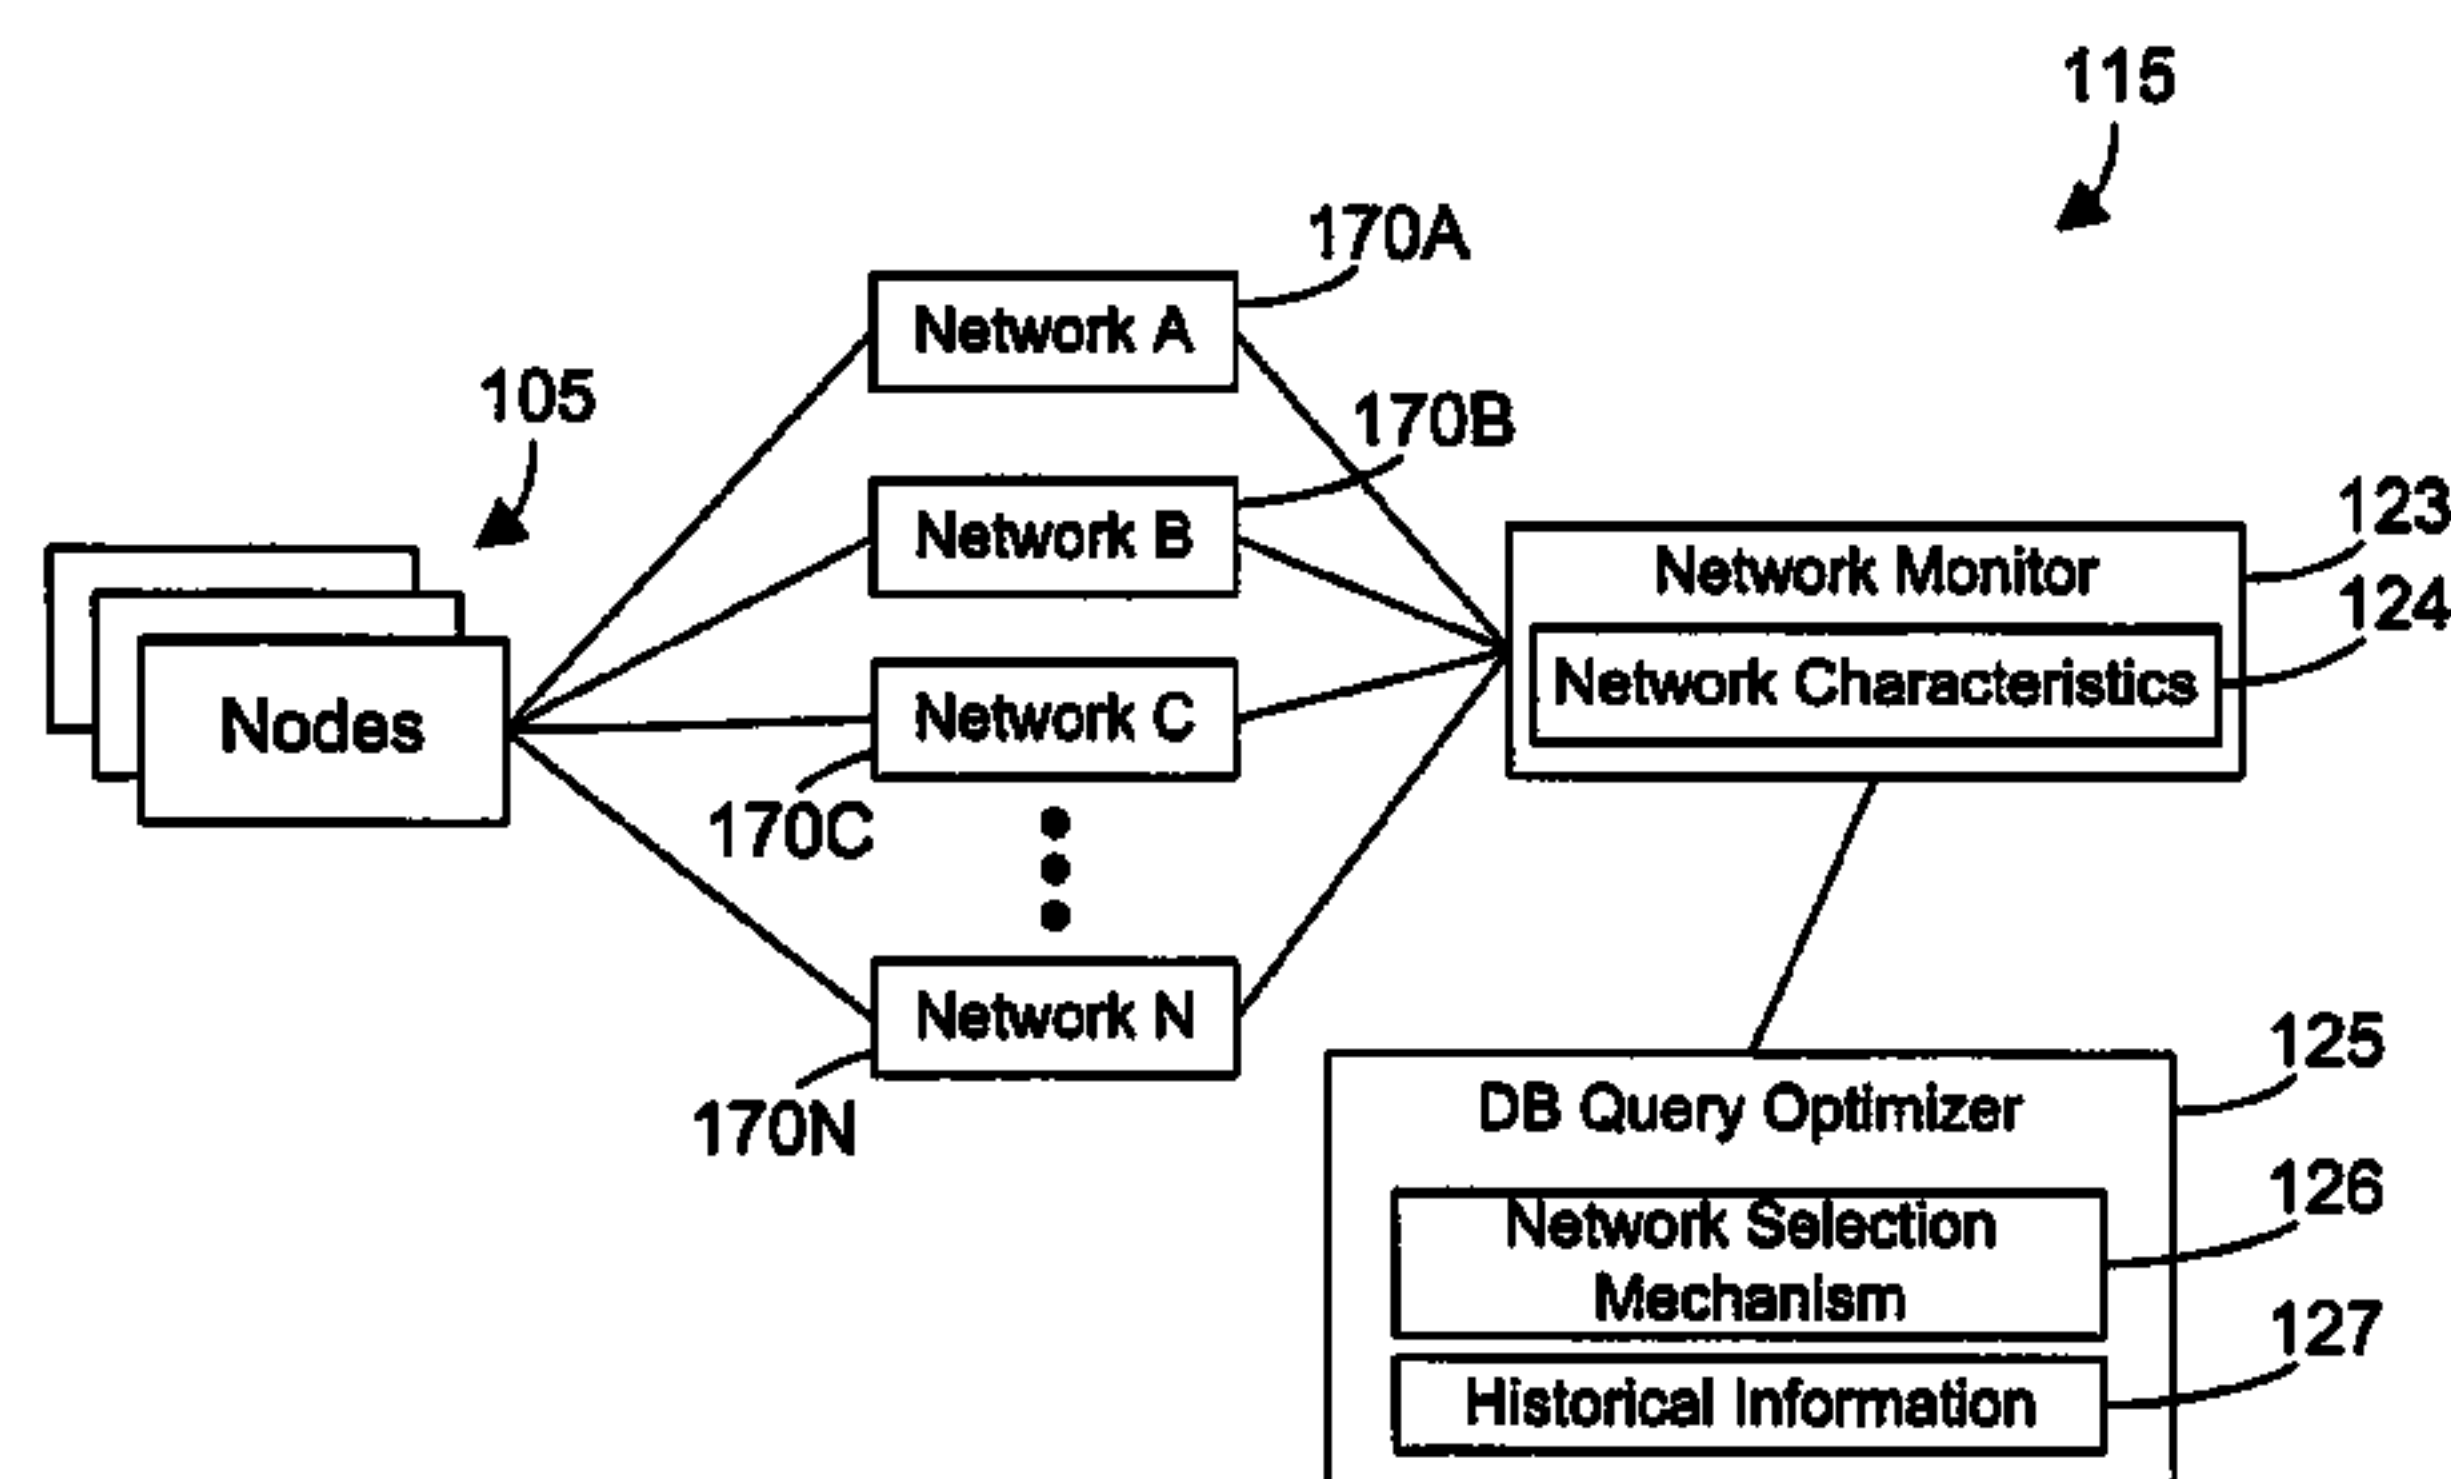 115
170A
Network A
105
170B
Network B
123
Network Monitor
124
Network Characteristics
Nodes
Network C
170C
Network N
170N
125
DB Query Optimizer
126
Network Selection
Mechanism
127
Historical Information